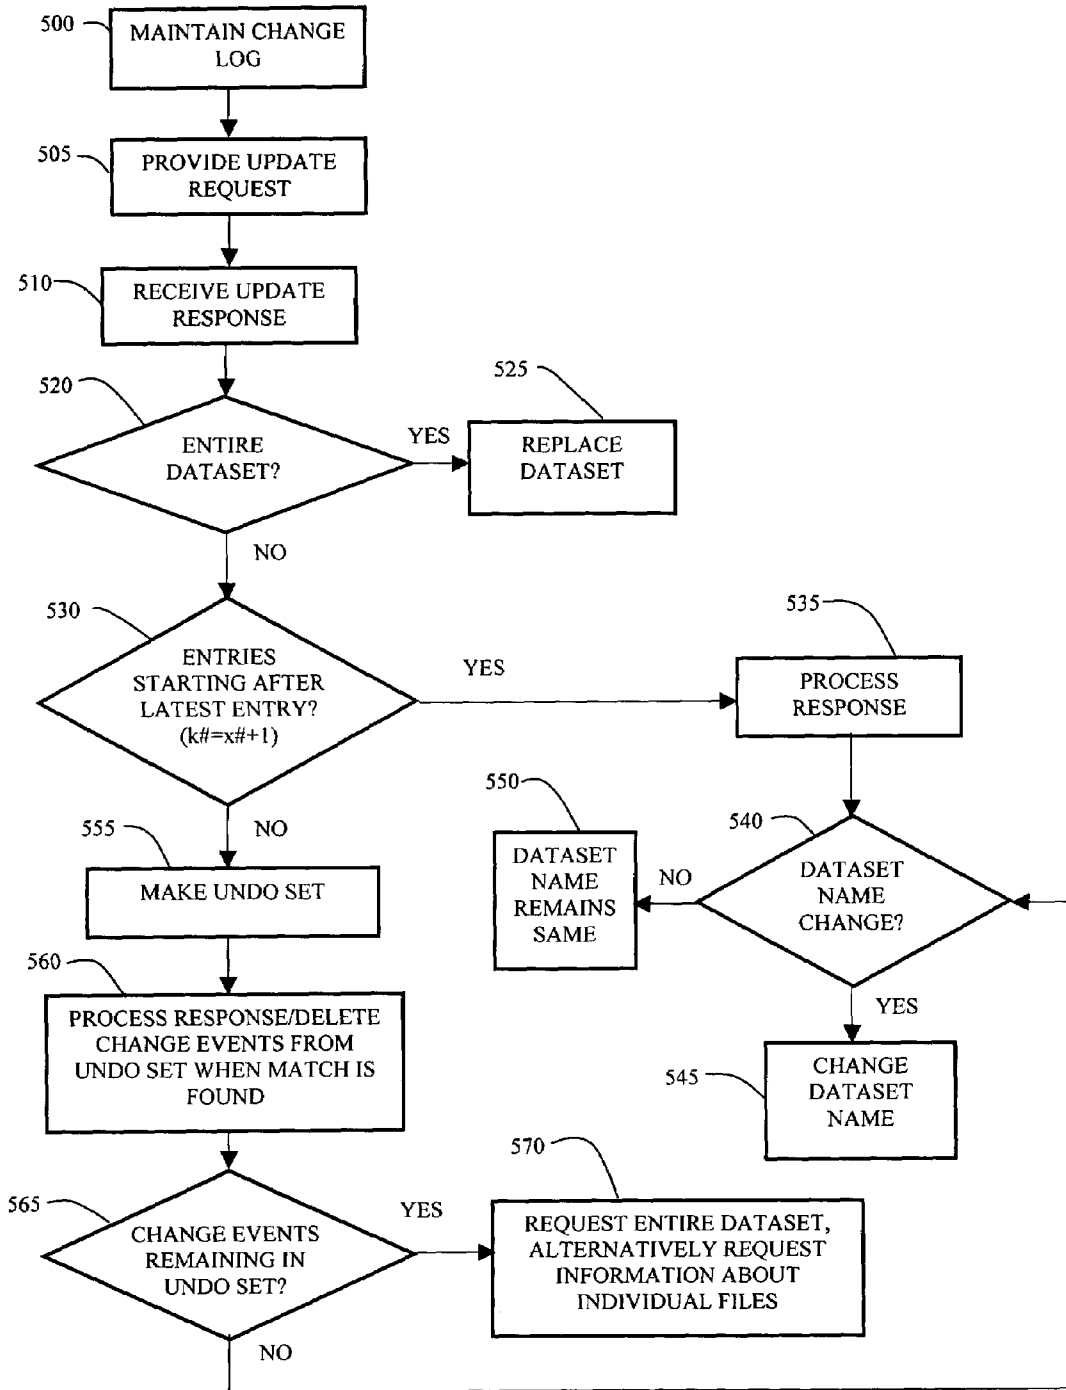 500
MAINTAIN CHANGE
LOG
505
PROVIDE UPDATE
REQUEST
510
RECEIVE UPDATE
RESPONSE
520
ENTIRE
DATASET?
YES
525
REPLACE
DATASET
NO
530
ENTRIES
STARTING AFTER
LATEST ENTRY?
(k#=x#+1)
YES
535
PROCESS
RESPONSE
540
DATASET
NAME
CHANGE?
NO
550
DATASET
NAME
REMAINS
SAME
YES
545
CHANGE
DATASET
NAME
NO
555
MAKE UNDO SET
560
PROCESS RESPONSE/DELETE
CHANGE EVENTS FROM
UNDO SET WHEN MATCH IS
FOUND
565
CHANGE EVENTS
REMAINING IN
UNDO SET?
YES
570
REQUEST ENTIRE DATASET,
ALTERNATIVELY REQUEST
INFORMATION ABOUT
INDIVIDUAL FILES
NO